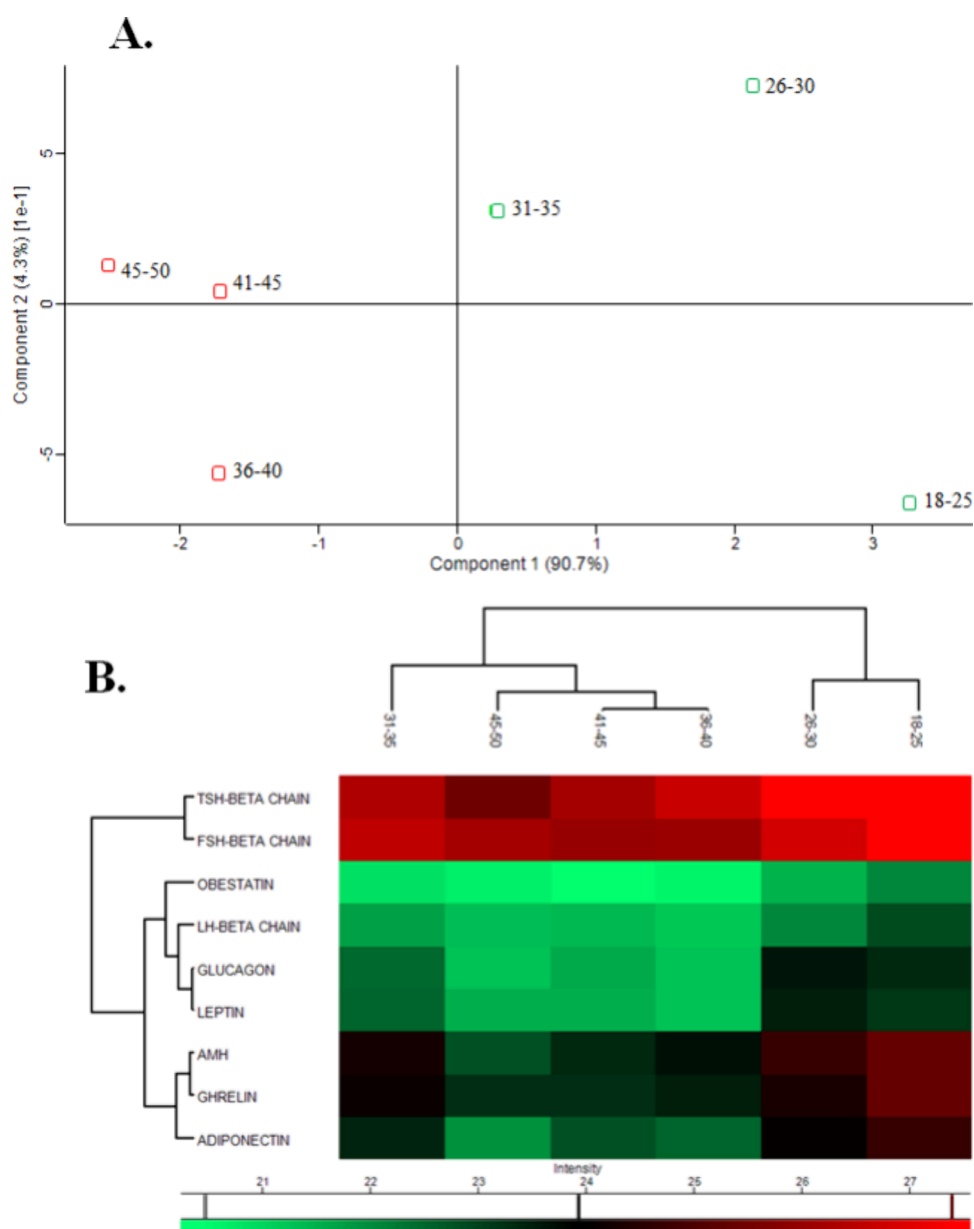 A.
26-30
31-35
45-50
41-45
36-40
18-25
5
0
-5
Component 2 (4.3%) [1e-1]
-2 -1 0 1 2 3
Component 1 (90.7%)
B.
31-35 45-50 41-45 36-40 26-30 18-25
TSH-BETA CHAIN
FSH-BETA CHAIN
OBESTATIN
LH-BETA CHAIN
GLUCAGON
LEPTIN
AMH
GHRELIN
ADIPONECTIN
Intensity
21 22 23 24 25 26 27